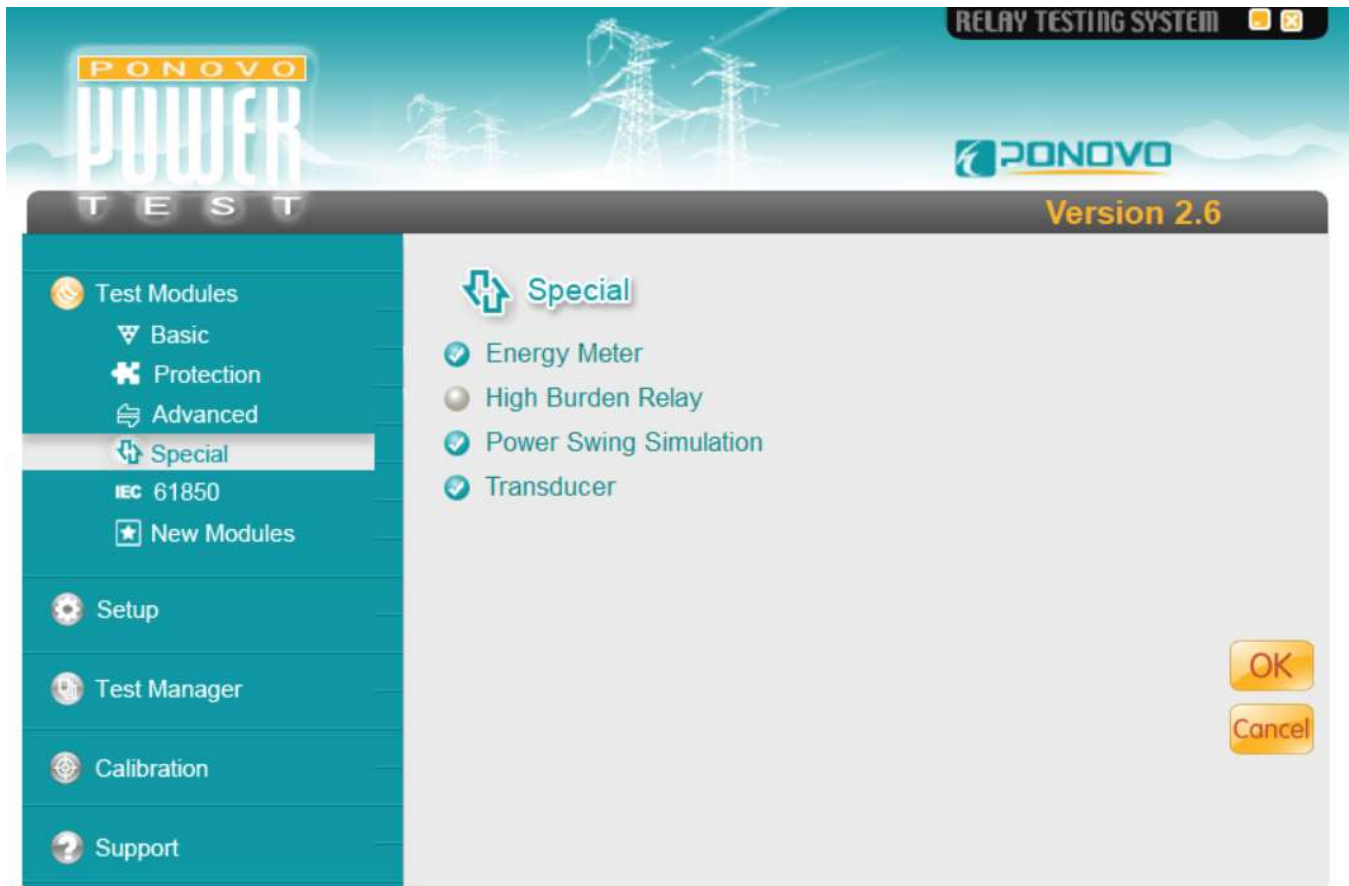 RELAY TESTING SYSTEM
PONOVO
POWER
TEST
PONOVO
Version 2.6
Test Modules
Basic
Protection
Advanced
Special
IEC 61850
New Modules
Setup
Test Manager
Calibration
Support
Special
Energy Meter
High Burden Relay
Power Swing Simulation
Transducer
OK
Cancel